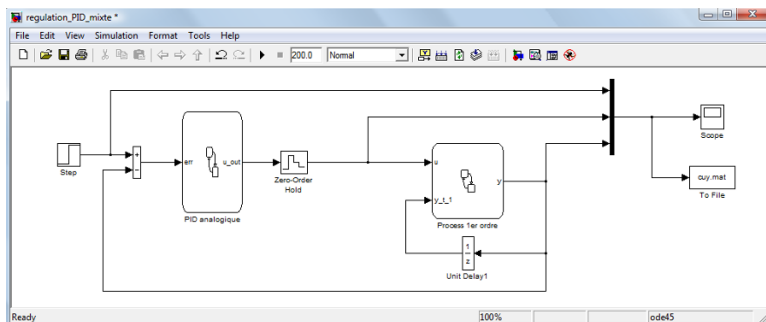 regulation_PID_mixte *
File Edit View Simulation Format Tools Help
200.0 Normal
Step
+
−
err u_out
PID analogique
Zero-Order
Hold
u
y_t_1
y
Process 1er ordre
1
z
Unit Delay1
Scope
cuy.mat
To File
Ready 100% ode45